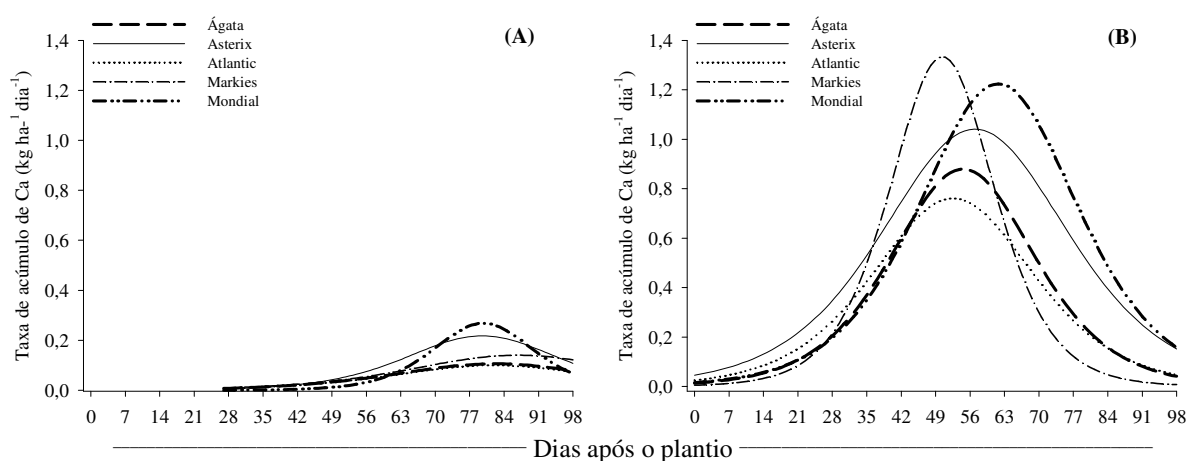 Ágata
Asterix
Atlantic
Markies
Mondial
(A)
Taxa de acúmulo de Ca (kg ha-1 dia-1)
1,4
1,2
1,0
0,8
0,6
0,4
0,2
0,0
0 7 14 21 28 35 42 49 56 63 70 77 84 91 98
Ágata
Asterix
Atlantic
Markies
Mondial
(B)
Taxa de acúmulo de Ca (kg ha-1 dia-1)
1,4
1,2
1,0
0,8
0,6
0,4
0,2
0,0
0 7 14 21 28 35 42 49 56 63 70 77 84 91 98
Dias após o plantio